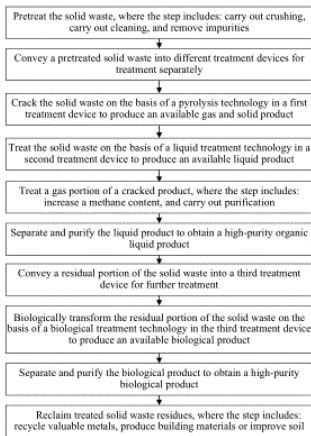 Pretreat the solid waste, where the step includes: carry out crushing,
carry out cleaning, and remove impurities
Convey a pretreated solid waste into different treatment devices for
treatment separately
Crack the solid waste on the basis of a pyrolysis technology in a first
treatment device to produce an available gas and solid product
Treat the solid waste on the basis of a liquid treatment technology in a
second treatment device to produce an available liquid product
Treat a gas portion of a cracked product, where the step includes:
increase a methane content, and carry out purification
Separate and purify the liquid product to obtain a high-purity organic
liquid product
Convey a residual portion of the solid waste into a third treatment
device for further treatment
Biologically transform the residual portion of the solid waste on the
basis of a biological treatment technology in the third treatment device
to produce an available biological product
Separate and purify the biological product to obtain a high-purity
biological product
Reclaim treated solid waste residues, where the step includes:
recycle valuable metals, produce building materials or improve soil